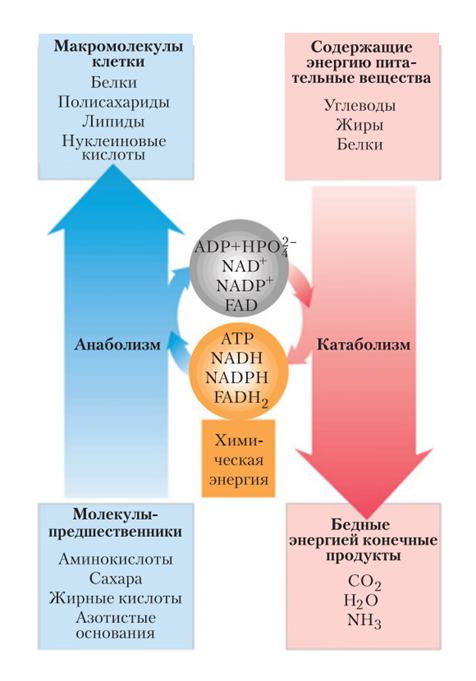 Макромолекулы
клетки
Белки
Полисахариды
Липиды
Нуклеиновые
кислоты
Содержащие
энергию пита-
тельные вещества
Углеводы
Жиры
Белки
ADP+HPO₄²⁻
NAD⁺
NADP⁺
FAD
Анаболизм
ATP
NADH
NADPH
FADH₂
Катаболизм
Хими-
ческая
энергия
Молекулы-
предшественники
Аминокислоты
Сахара
Жирные кислоты
Азотистые
основания
Бедные
энергией конечные
продукты
CO₂
H₂O
NH₃